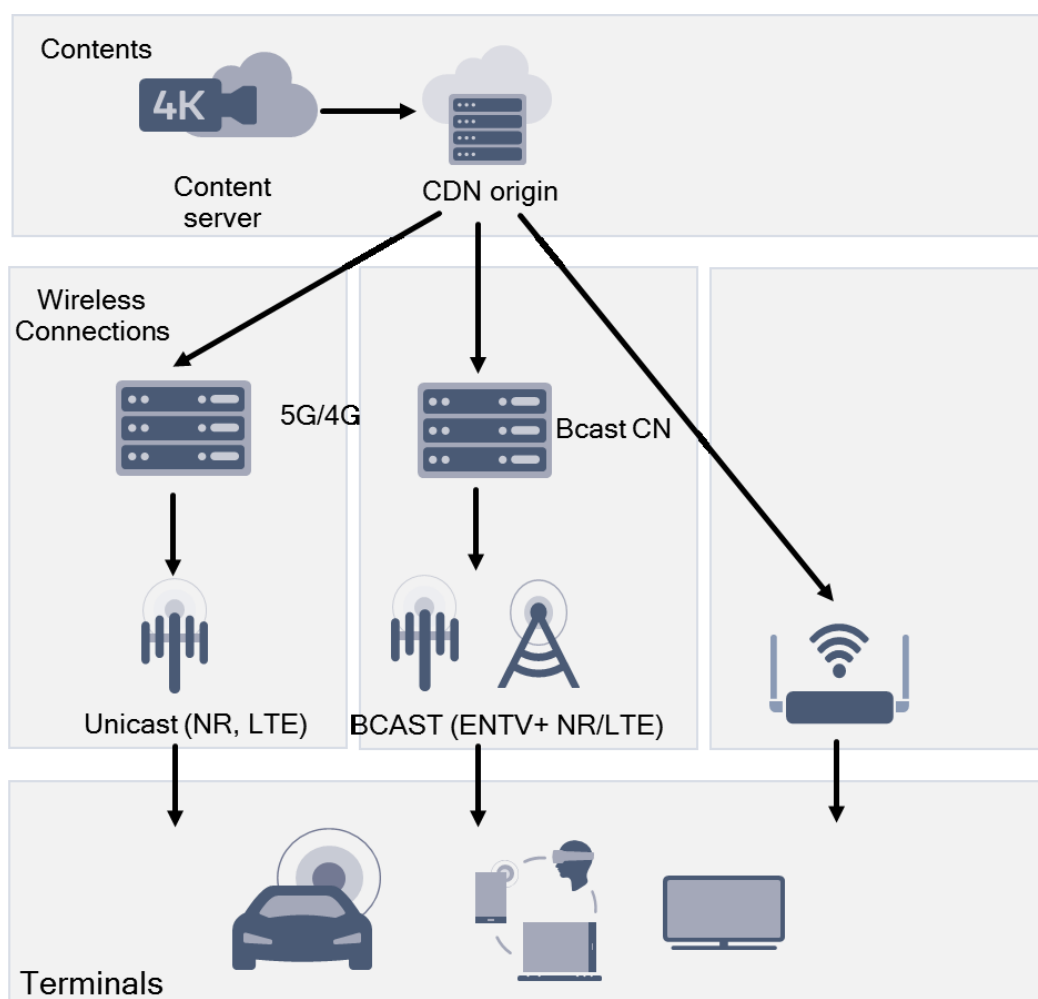 Contents
4K
Content
server
CDN origin
Wireless
Connections
5G/4G
Bcast CN
Unicast (NR, LTE)
BCAST (ENTV+ NR/LTE)
Terminals